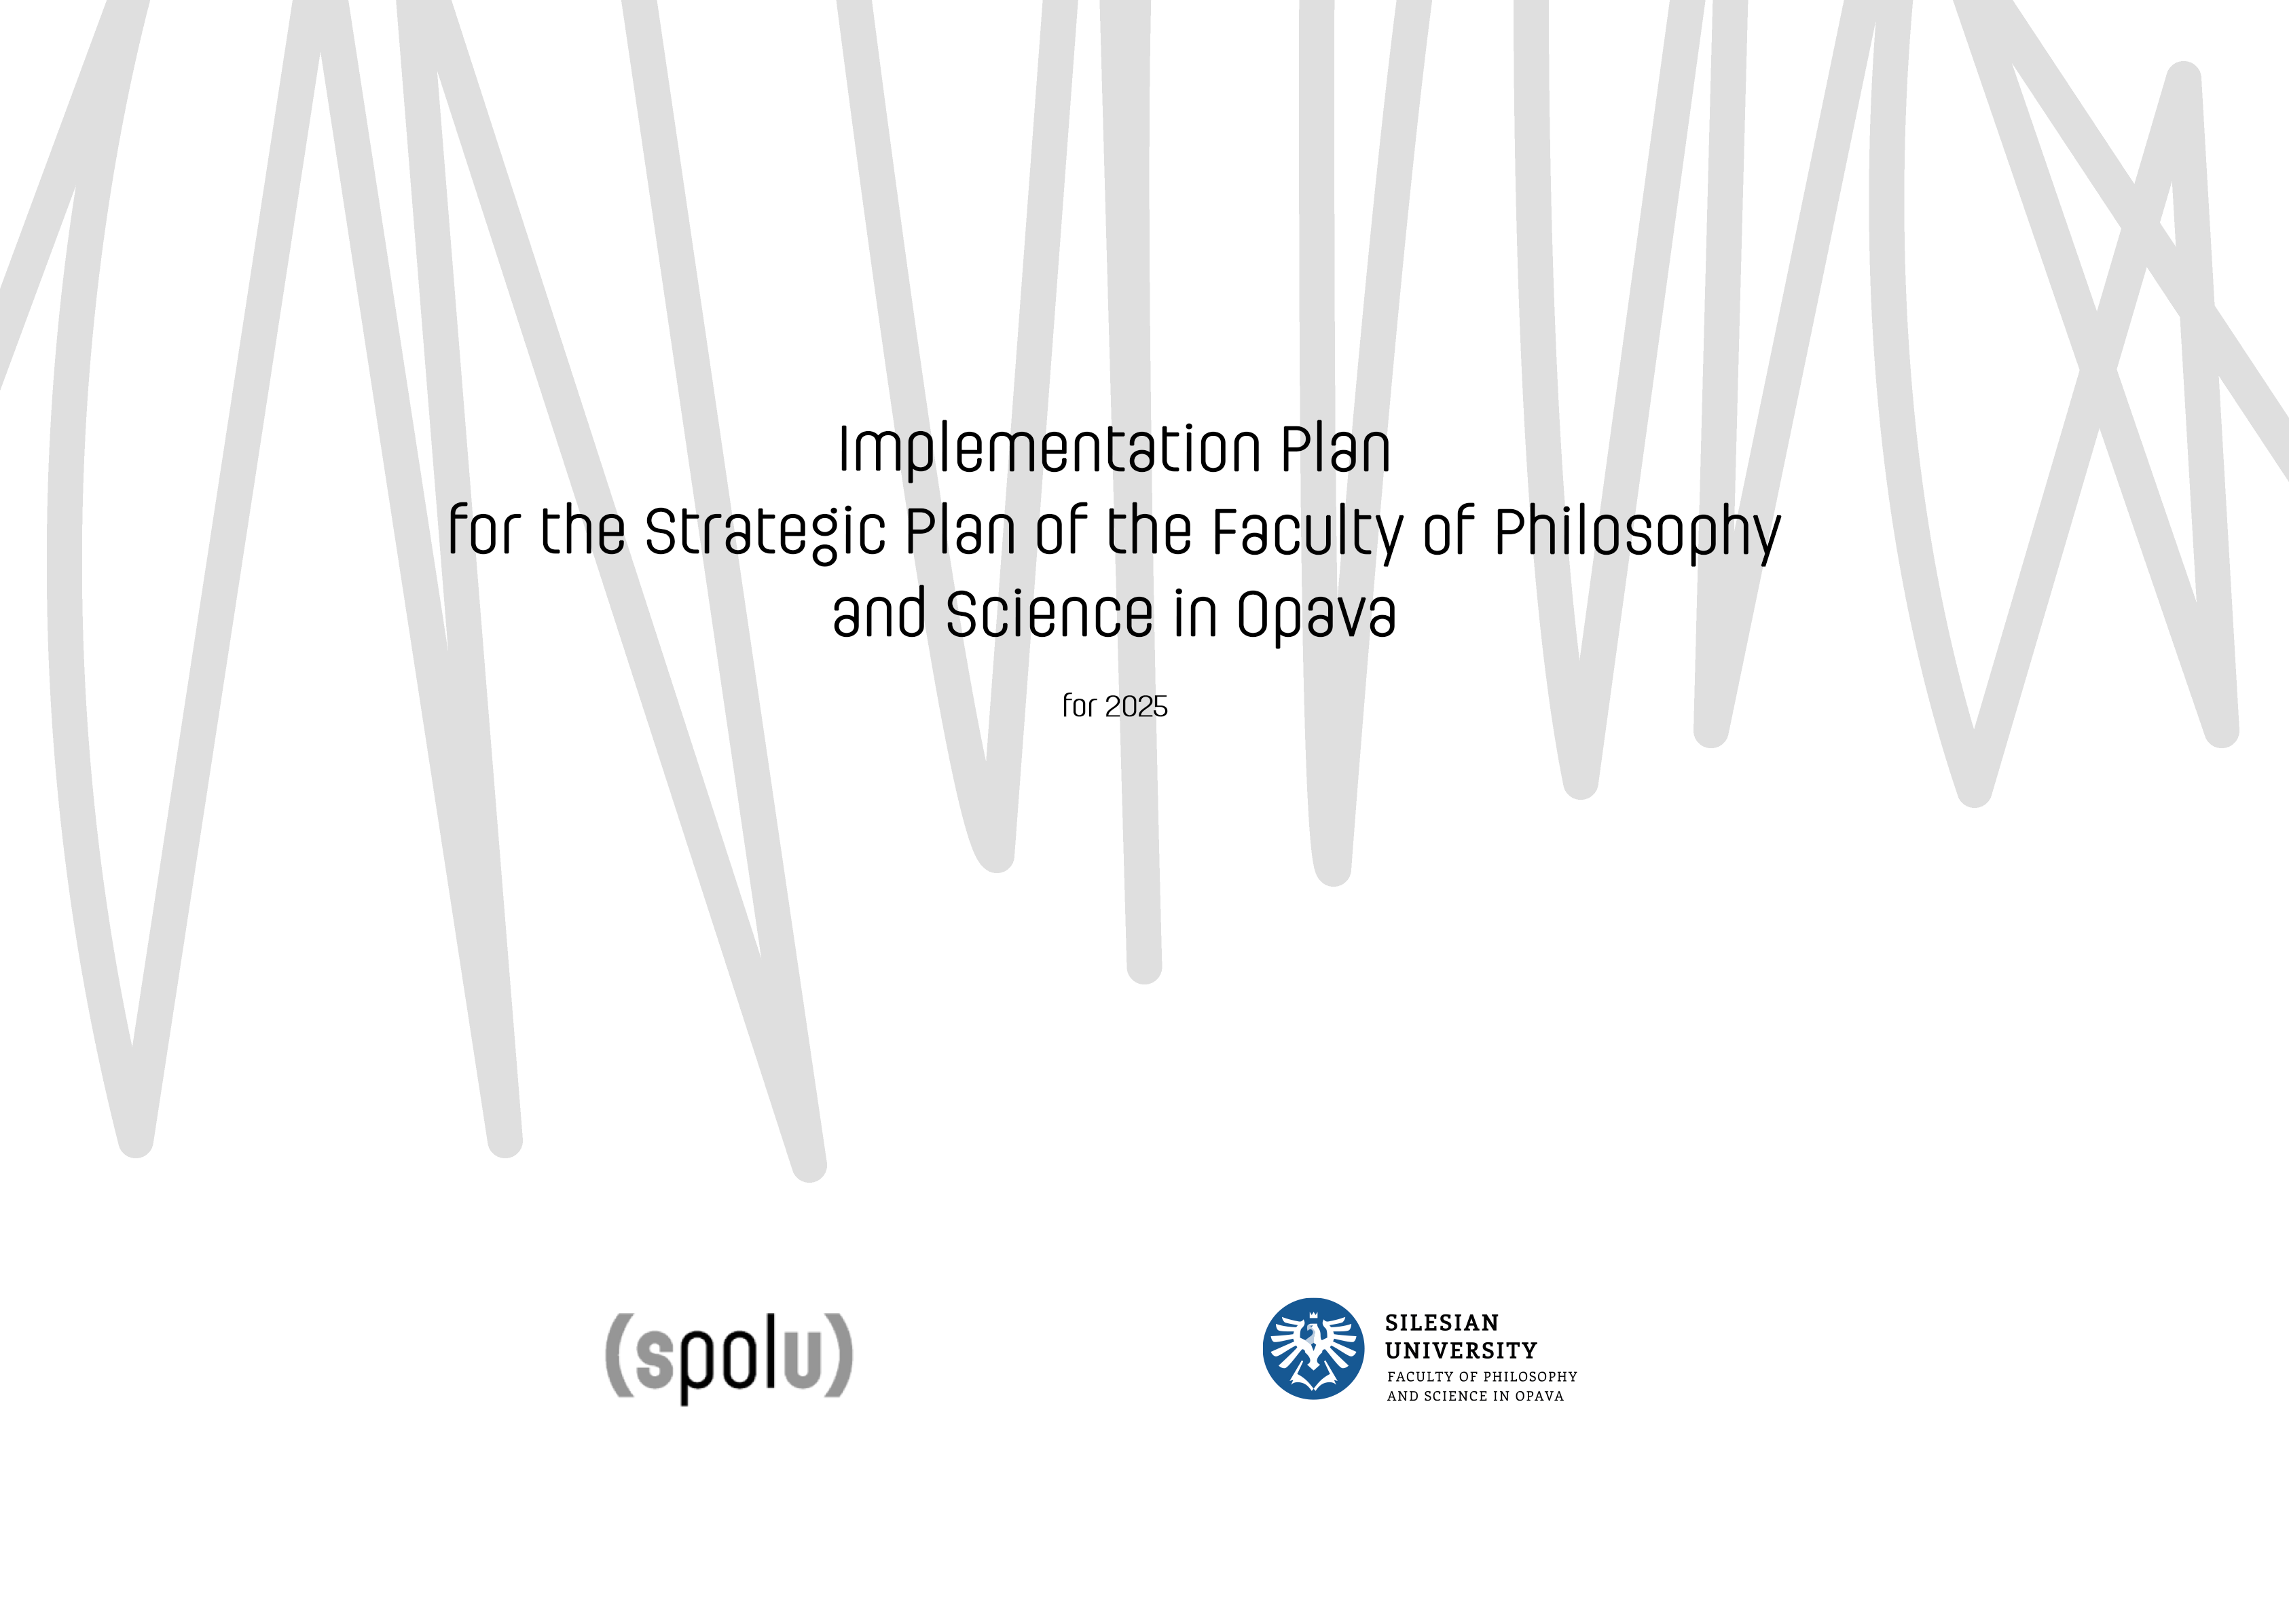 Implementation Plan
for the Strategic Plan of the Faculty of Philosophy
and Science in Opava
for 2025
(spolu)
SILESIAN
UNIVERSITY
FACULTY OF PHILOSOPHY
AND SCIENCE IN OPAVA